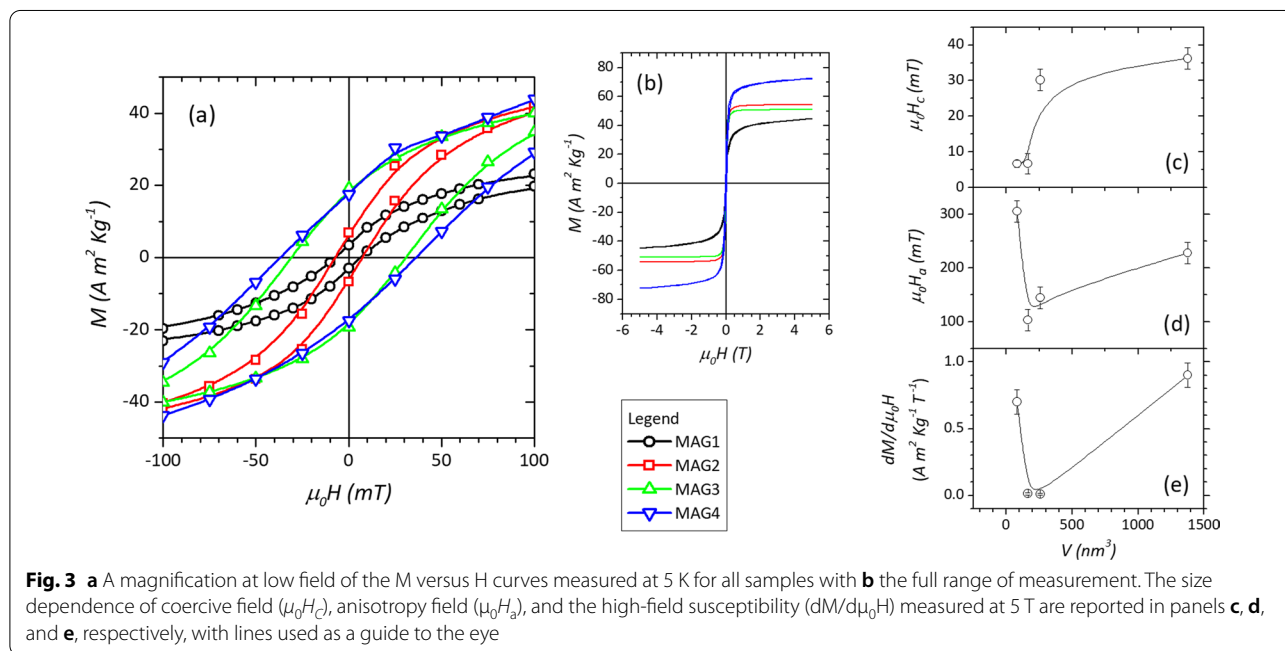 (a)
M (A m² Kg⁻¹)
40
20
0
-20
-40
-100
-50
0
50
100
μ₀H (mT)
(b)
M (A m² Kg⁻¹)
80
60
40
20
0
-20
-40
-60
-80
-6 -4 -2 0 2 4 6
μ₀H (T)
Legend
MAG1
MAG2
MAG3
MAG4
μ₀H_c (mT)
40
30
20
10
0
(c)
μ₀H_a (mT)
300
200
100
(d)
dM/dμ₀H
(A m² Kg⁻¹ T⁻¹)
1.0
0.5
0.0
(e)
0 500 1000 1500
V (nm³)
Fig. 3 a A magnification at low field of the M versus H curves measured at 5 K for all samples with b the full range of measurement. The size
dependence of coercive field (μ₀H_C), anisotropy field (μ₀H_a), and the high-field susceptibility (dM/dμ₀H) measured at 5 T are reported in panels c, d,
and e, respectively, with lines used as a guide to the eye